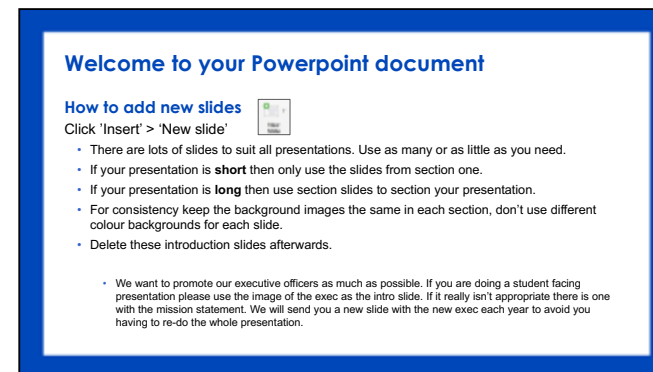 Welcome to your Powerpoint document
How to add new slides
Click ’Insert’ > ‘New slide’
• There are lots of slides to suit all presentations. Use as many or as little as you need.
• If your presentation is short then only use the slides from section one.
• If your presentation is long then use section slides to section your presentation.
• For consistency keep the background images the same in each section, don’t use different
colour backgrounds for each slide.
• Delete these introduction slides afterwards.
• We want to promote our executive officers as much as possible. If you are doing a student facing
presentation please use the image of the exec as the intro slide. If it really isn’t appropriate there is one
with the mission statement. We will send you a new slide with the new exec each year to avoid you
having to re-do the whole presentation.